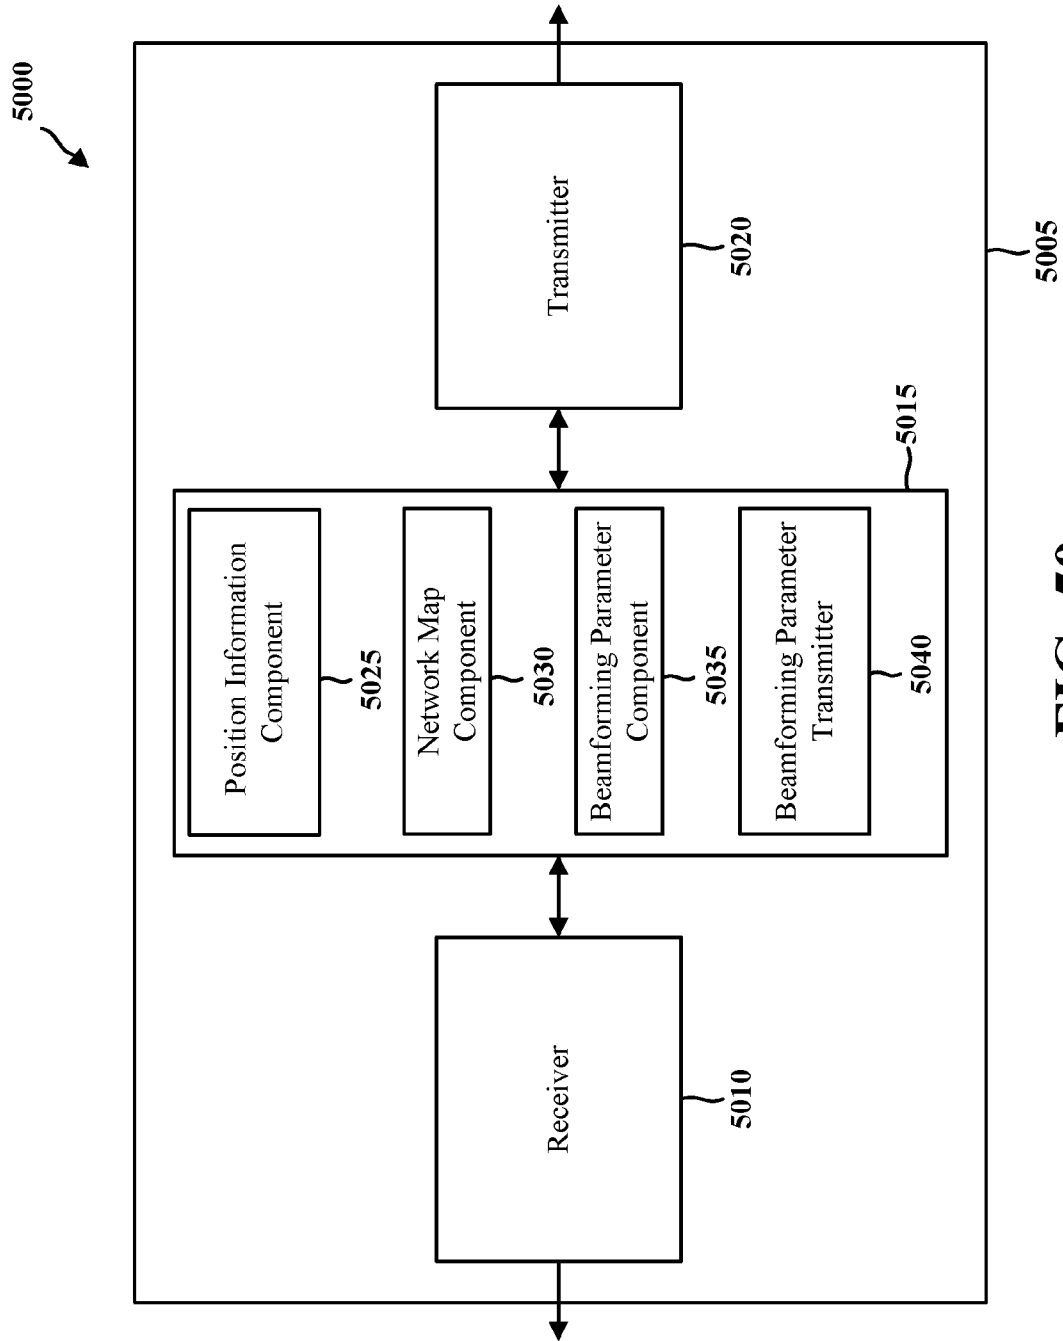 5000
Receiver
5010
Position Information
Component
5025
Network Map
Component
5030
Beamforming Parameter
Component
5035
Beamforming Parameter
Transmitter
5040
5015
Transmitter
5020
5005
FIG.